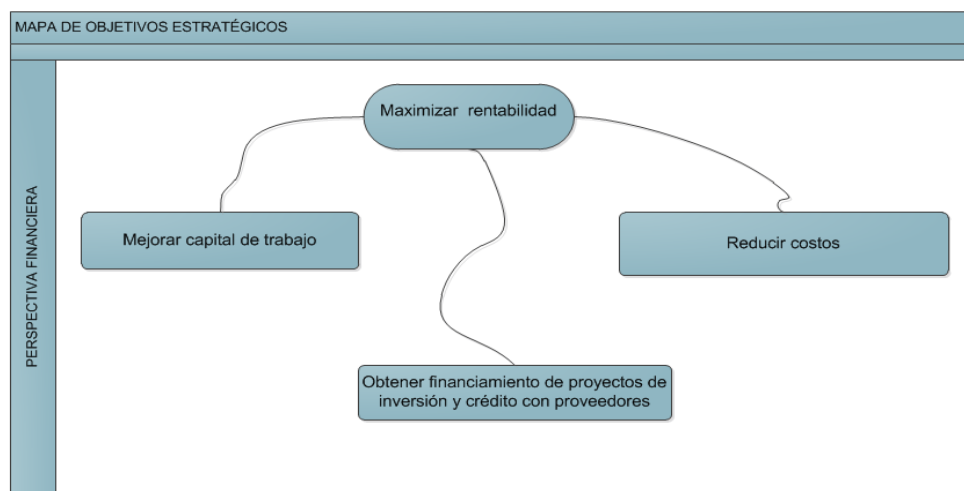 MAPA DE OBJETIVOS ESTRATÉGICOS
PERSPECTIVA FINANCIERA
Maximizar rentabilidad
Mejorar capital de trabajo
Reducir costos
Obtener financiamiento de proyectos de
inversión y crédito con proveedores